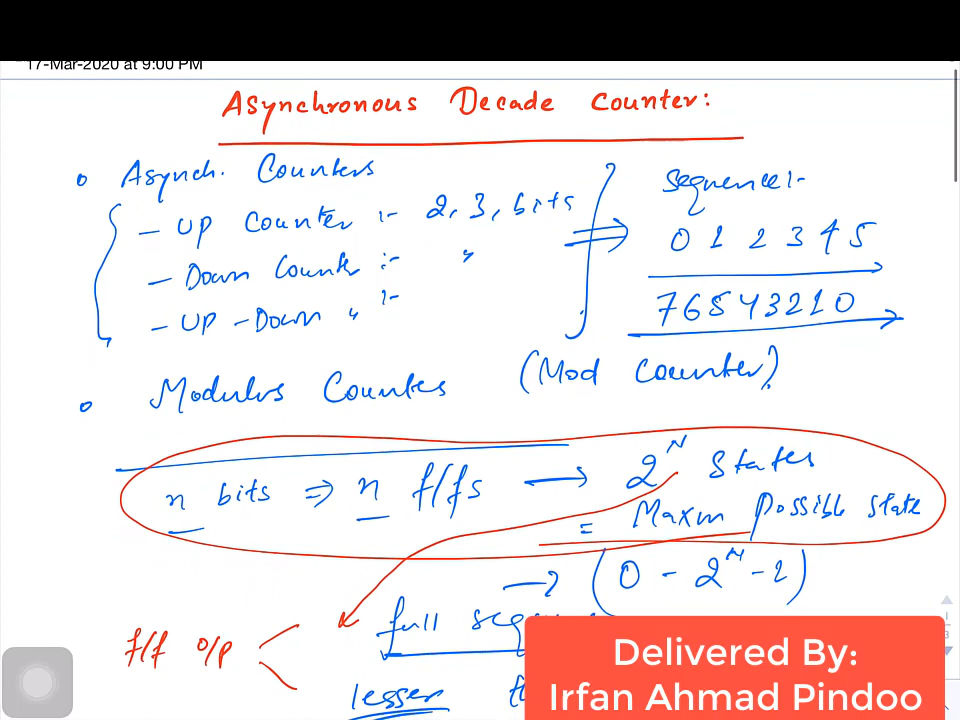 17-Mar-2020 at 9:00 PM
Asynchronous Decade Counter:
Asynch. Counters
- UP Counter :- 2, 3, bits
- Down Counter :- "
- UP - Down " :-
Sequence:-
0 1 2 3 4 5
7 6 5 4 3 2 1 0
Modulus Counter (Mod Counter)
n bits ⇒ n f/fs → 2^N States
= Maxm possible state
→ (0 - 2^N - 1)
f/f o/p
full
lesser
Delivered By:
Irfan Ahmad Pindoo